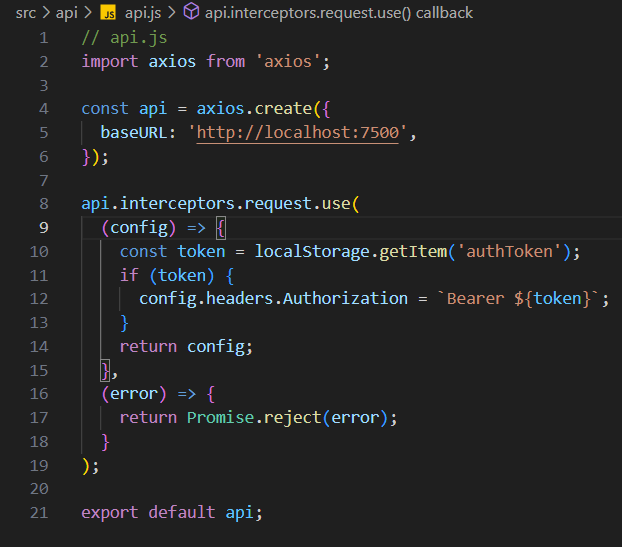 src > api > JS api.js > api.interceptors.request.use() callback
1 // api.js
2 import axios from 'axios';
3
4 const api = axios.create({
5   baseURL: 'http://localhost:7500',
6 });
7
8 api.interceptors.request.use(
9   (config) => {
10     const token = localStorage.getItem('authToken');
11     if (token) {
12       config.headers.Authorization = `Bearer ${token}`;
13     }
14     return config;
15   },
16   (error) => {
17     return Promise.reject(error);
18   }
19 );
20
21 export default api;